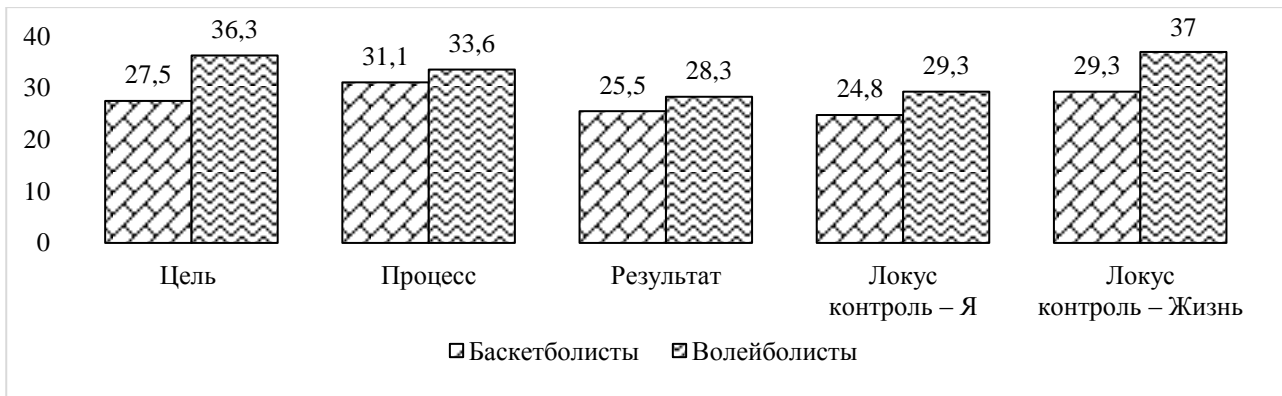 40
30
20
10
0
27,5
36,3
31,1
33,6
25,5
28,3
24,8
29,3
29,3
37
Цель
Процесс
Результат
Локус
контроль – Я
Локус
контроль – Жизнь
Баскетболисты
Волейболисты